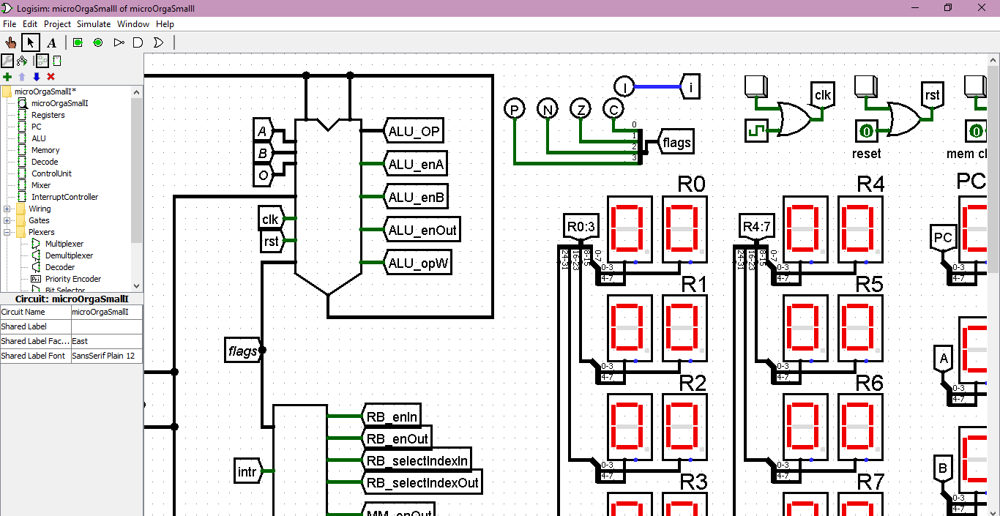 Logisim: microOrgaSmallI of microOrgaSmallI
File Edit Project Simulate Window Help
A
microOrgaSmallI*
microOrgaSmallI
Registers
PC
ALU
Memory
Decode
ControlUnit
Mixer
InterruptController
Wiring
Gates
Plexers
Multiplexer
Demultiplexer
Decoder
Pri Priority Encoder
Bit Selector
Circuit: microOrgaSmallI
Circuit Name microOrgaSmallI
Shared Label
Shared Label Fac... East
Shared Label Font SansSerif Plain 12
A
B
O
clk
rst
ALU_OP
ALU_enA
ALU_enB
ALU_enOut
ALU_opW
flags
intr
RB_enIn
RB_enOut
RB_selectIndexIn
RB_selectIndexOut
MM_enOut
I i
P N Z C
0
1
2
3
flags
clk
rst
0
0
reset
mem cl
R0
R4
PC
R0:3
24-31
16-23
8-15
0-7
0-3
4-7
R4:7
24-31
16-23
8-15
0-7
0-3
4-7
PC
0-3
4-7
R1
R5
0-3
4-7
0-3
4-7
A
0-3
4-7
R2
R6
0-3
4-7
0-3
4-7
B
0-3
4-7
R3
R7